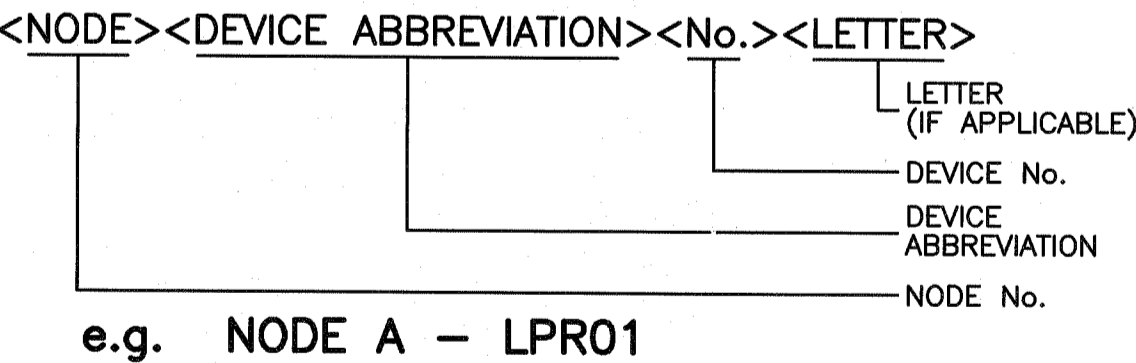 <NODE><DEVICE ABBREVIATION><No.><LETTER>
LETTER
(IF APPLICABLE)
DEVICE No.
DEVICE
ABBREVIATION
NODE No.
e.g. NODE A – LPR01